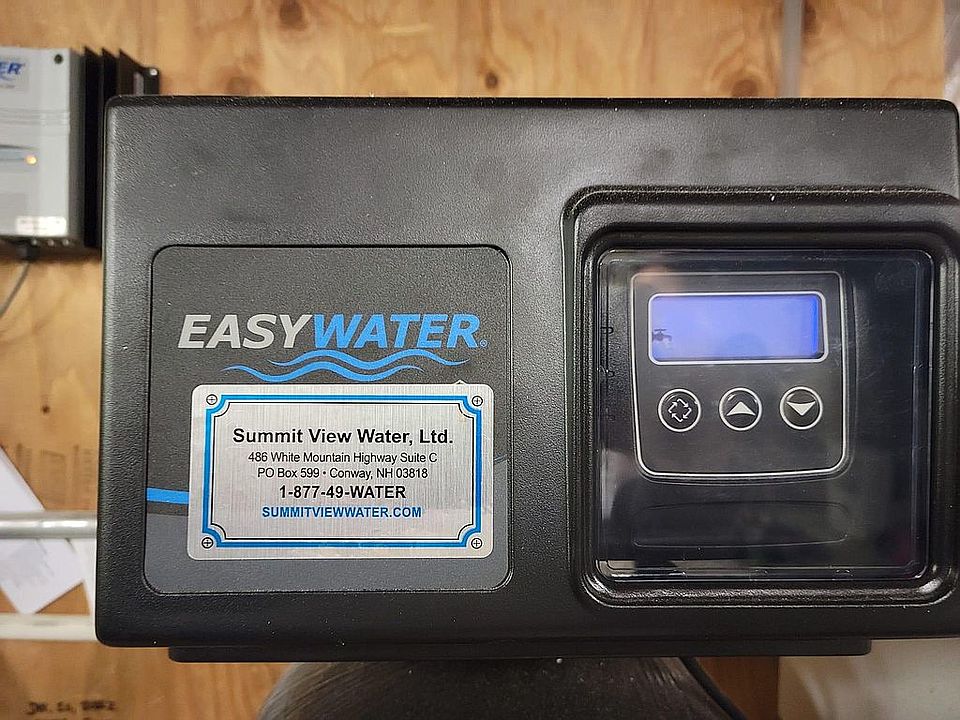 ER
EASYWATER®
Summit View Water, Ltd.
486 White Mountain Highway Suite C
PO Box 599 • Conway, NH 03818
1-877-49-WATER
SUMMITVIEWWATER.COM